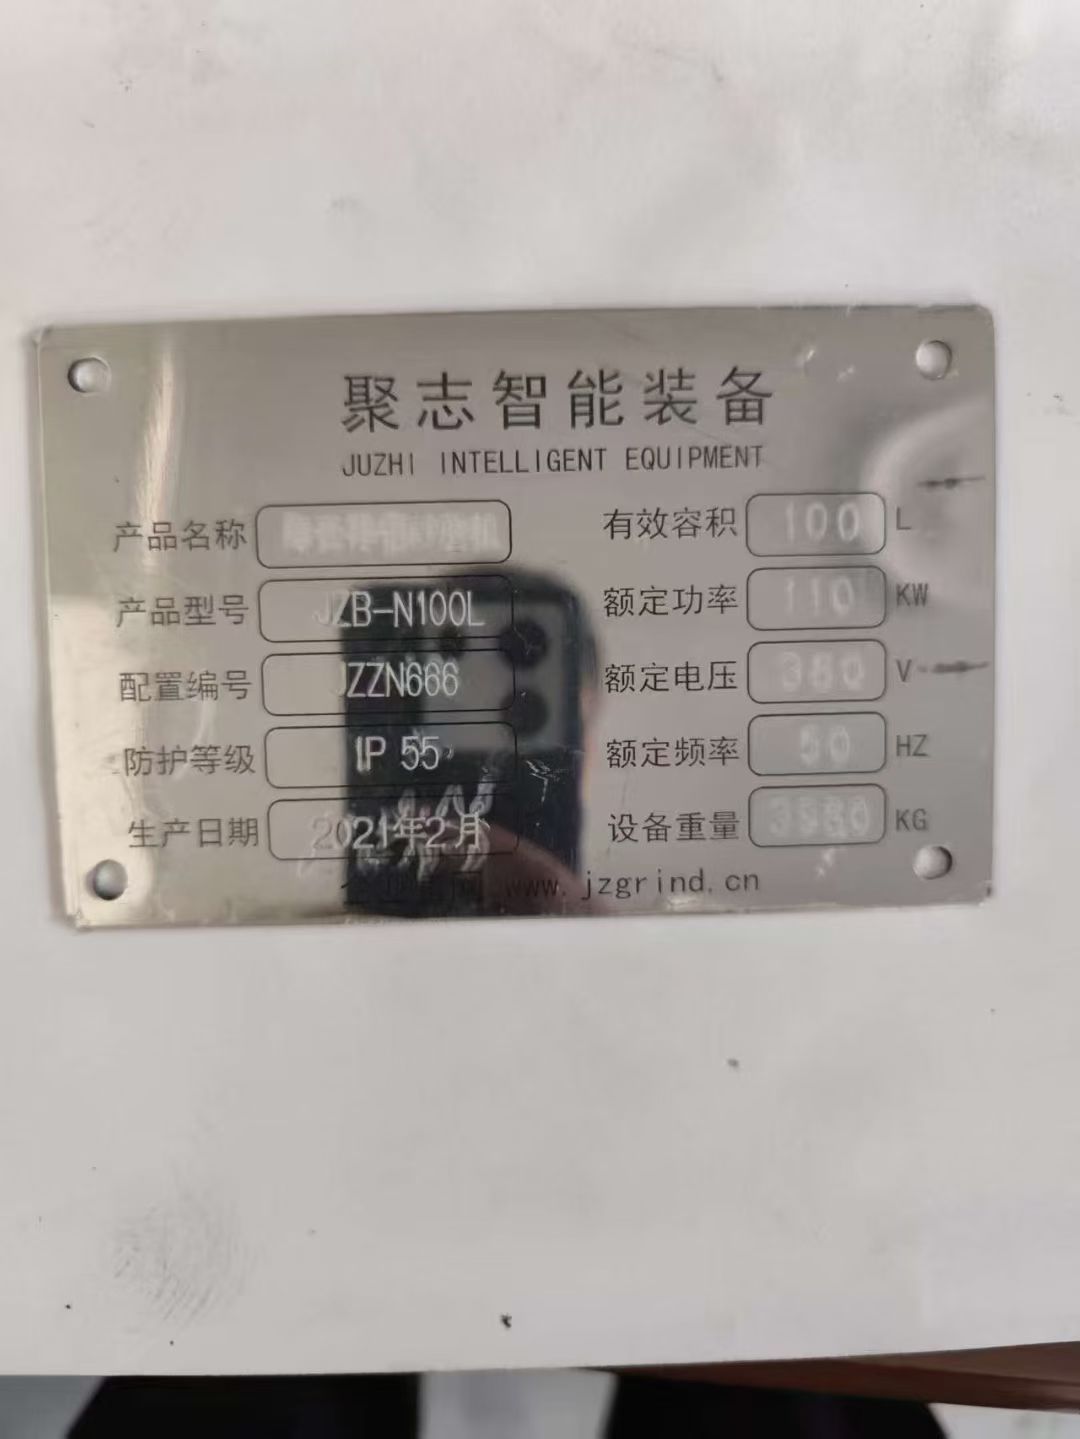 聚志智能装备
JUZHI INTELLIGENT EQUIPMENT
产品名称
有效容积 100 L
产品型号 JZB-N100L
额定功率 110 KW
配置编号 JZZN666
额定电压 380 V
防护等级 IP 55
额定频率 50 HZ
生产日期 2021年2月
设备重量 KG
www.jzgrind.cn